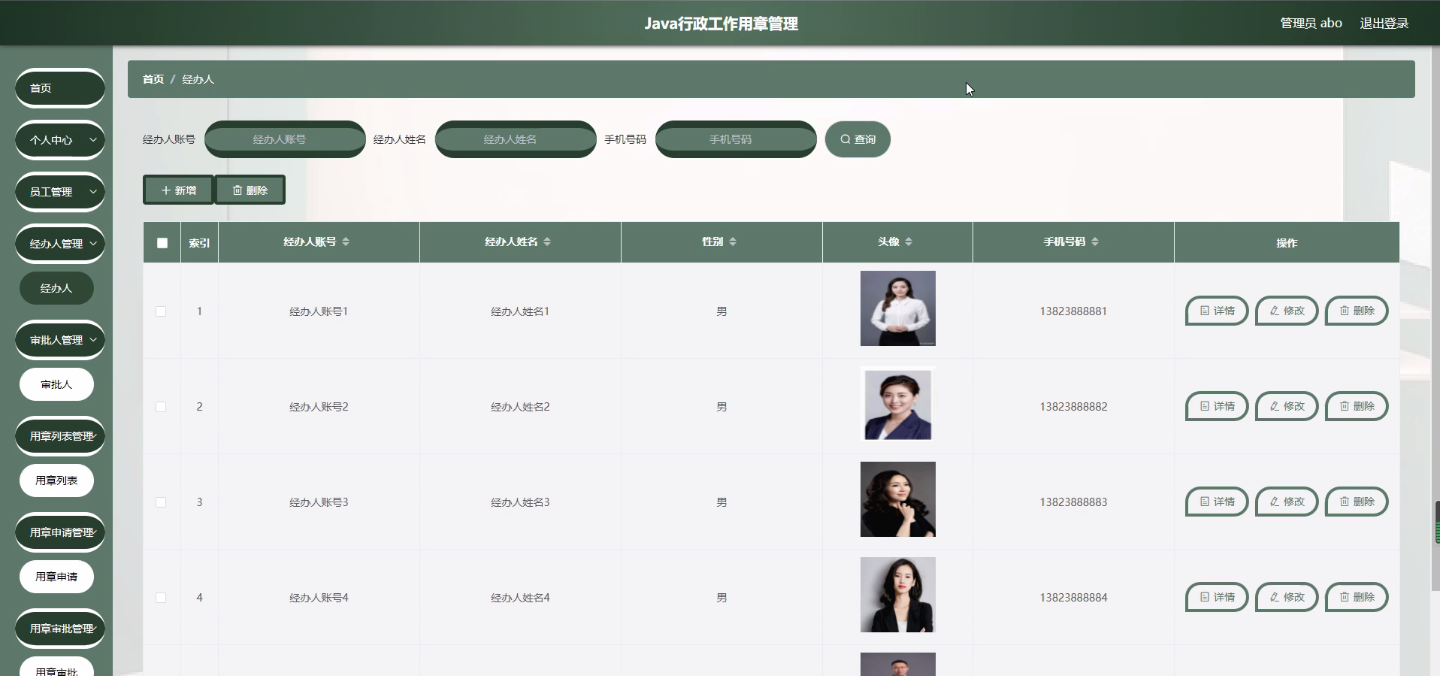 Java行政工作用章管理
管理员 abo 退出登录
首页
个人中心
员工管理
经办人管理
经办人
审批人管理
审批人
用章列表管理
用章列表
用章申请管理
用章申请
用章审批管理
用章审批
首页 / 经办人
经办人账号 经办人账号 经办人姓名 经办人姓名 手机号码 手机号码 查询
新增 删除
索引 经办人账号 经办人姓名 性别 头像 手机号码 操作
1 经办人账号1 经办人姓名1 男 13823888881 详情 修改 删除
2 经办人账号2 经办人姓名2 男 13823888882 详情 修改 删除
3 经办人账号3 经办人姓名3 男 13823888883 详情 修改 删除
4 经办人账号4 经办人姓名4 男 13823888884 详情 修改 删除